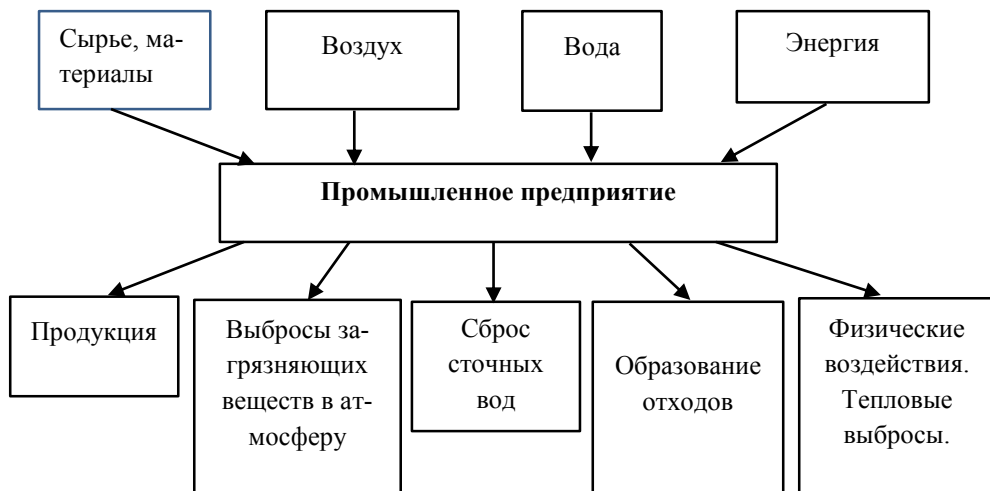 Сырье, ма-
териалы
Воздух
Вода
Энергия
Промышленное предприятие
Продукция
Выбросы за-
грязняющих
веществ в ат-
мосферу
Сброс
сточных
вод
Образование
отходов
Физические
воздействия.
Тепловые
выбросы.